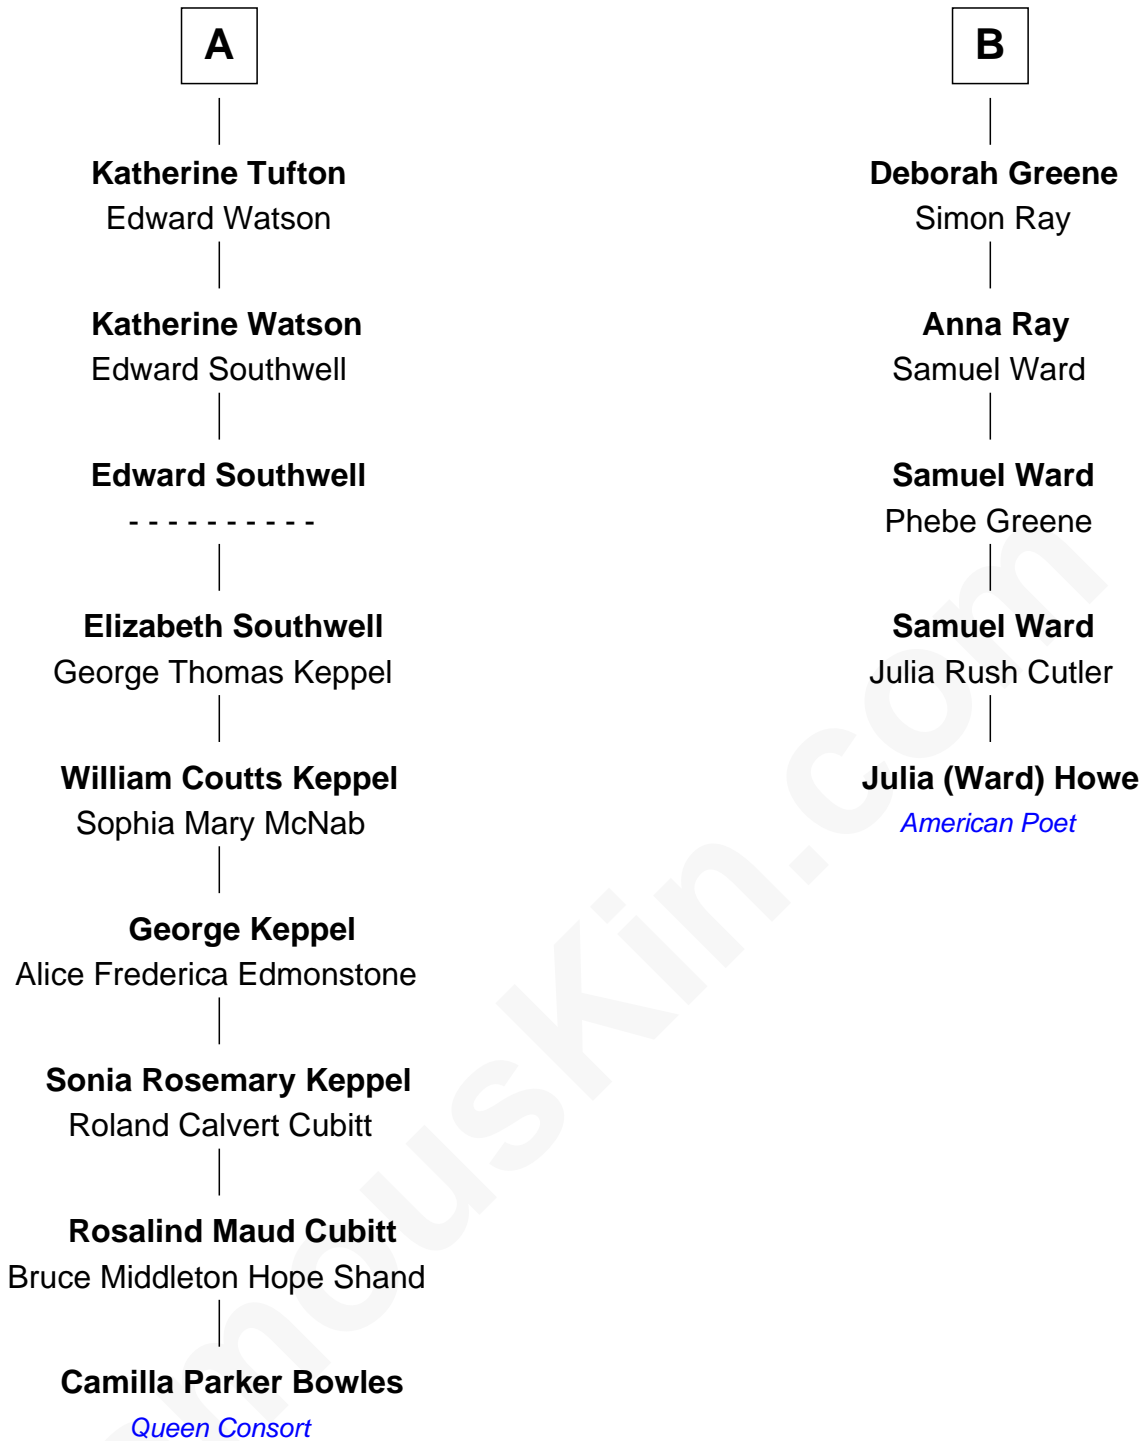 A
Katherine Tufton
Edward Watson
Katherine Watson
Edward Southwell
Edward Southwell
- - - - - - - - - -
Elizabeth Southwell
George Thomas Keppel
William Coutts Keppel
Sophia Mary McNab
George Keppel
Alice Frederica Edmonstone
Sonia Rosemary Keppel
Roland Calvert Cubitt
Rosalind Maud Cubitt
Bruce Middleton Hope Shand
Camilla Parker Bowles
Queen Consort
B
Deborah Greene
Simon Ray
Anna Ray
Samuel Ward
Samuel Ward
Phebe Greene
Samuel Ward
Julia Rush Cutler
Julia (Ward) Howe
American Poet
mousKin.com